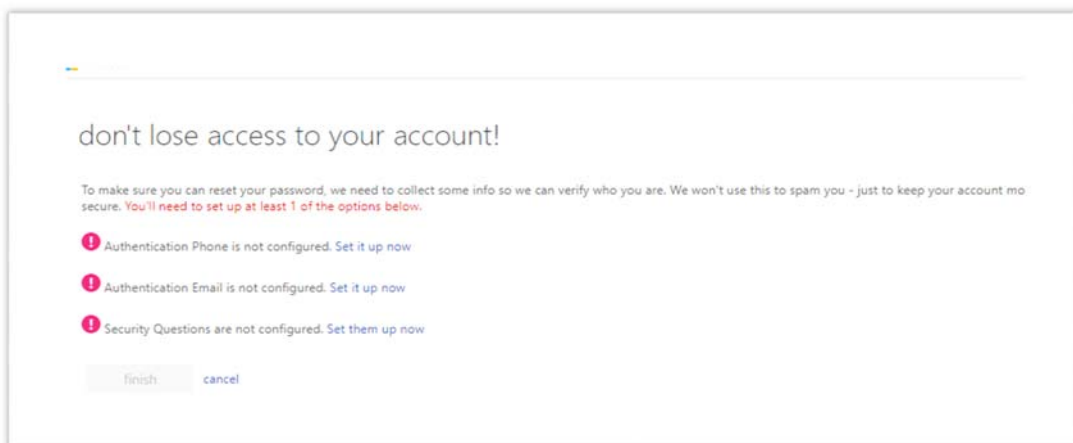 don't lose access to your account!
To make sure you can reset your password, we need to collect some info so we can verify who you are. We won't use this to spam you - just to keep your account mo
secure. You'll need to set up at least 1 of the options below.
Authentication Phone is not configured. Set it up now
Authentication Email is not configured. Set it up now
Security Questions are not configured. Set them up now
finish cancel